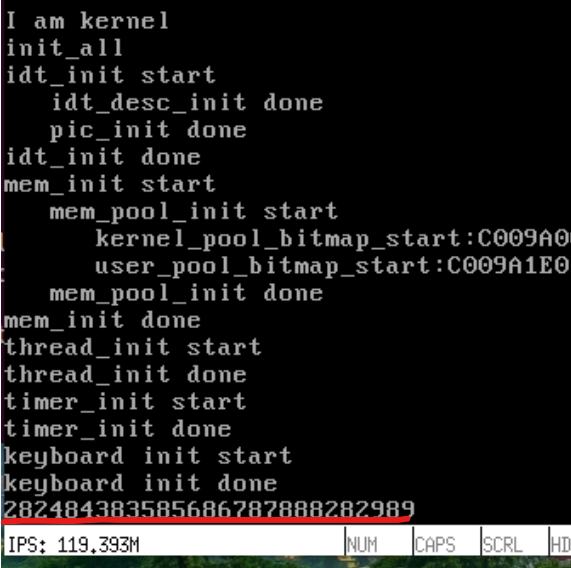 I am kernel
init_all
idt_init start
idt_desc_init done
pic_init done
idt_init done
mem_init start
mem_pool_init start
kernel_pool_bitmap_start:C009A0
user_pool_bitmap_start:C009A1E0
mem_pool_init done
mem_init done
thread_init start
thread_init done
timer_init start
timer_init done
keyboard init start
keyboard init done
282484383585686787888282989
IPS: 119.393M NUM CAPS SCRL HD